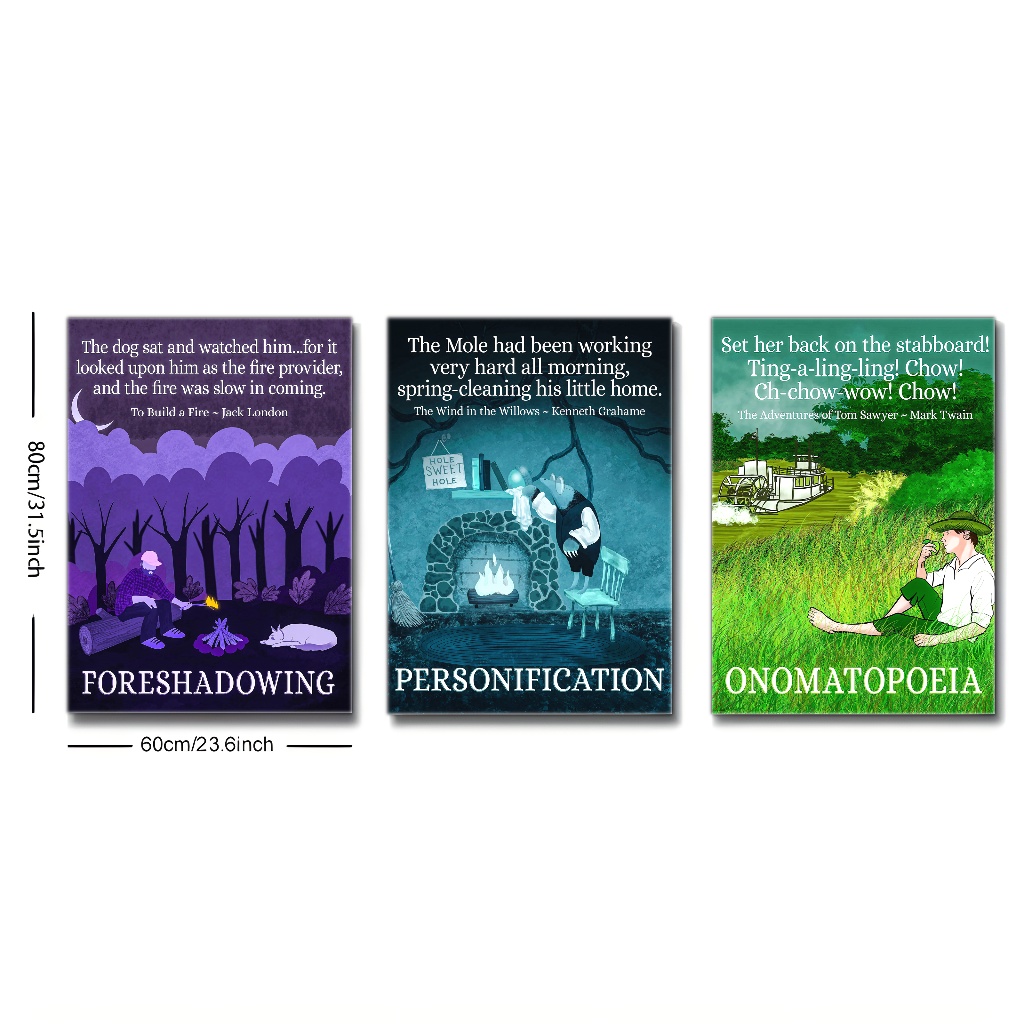 80cm/31.5inch
The dog sat and watched him...for it
looked upon him as the fire provider,
and the fire was slow in coming.
To Build a Fire ~ Jack London
FORESHADOWING
60cm/23.6inch
The Mole had been working
very hard all morning,
spring-cleaning his little home.
The Wind in the Willows ~ Kenneth Grahame
HOLE
SWEET
HOLE
PERSONIFICATION
Set her back on the stabboard!
Ting-a-ling-ling! Chow!
Ch-chow-wow! Chow!
The Adventures of Tom Sawyer ~ Mark Twain
ONOMATOPOEIA